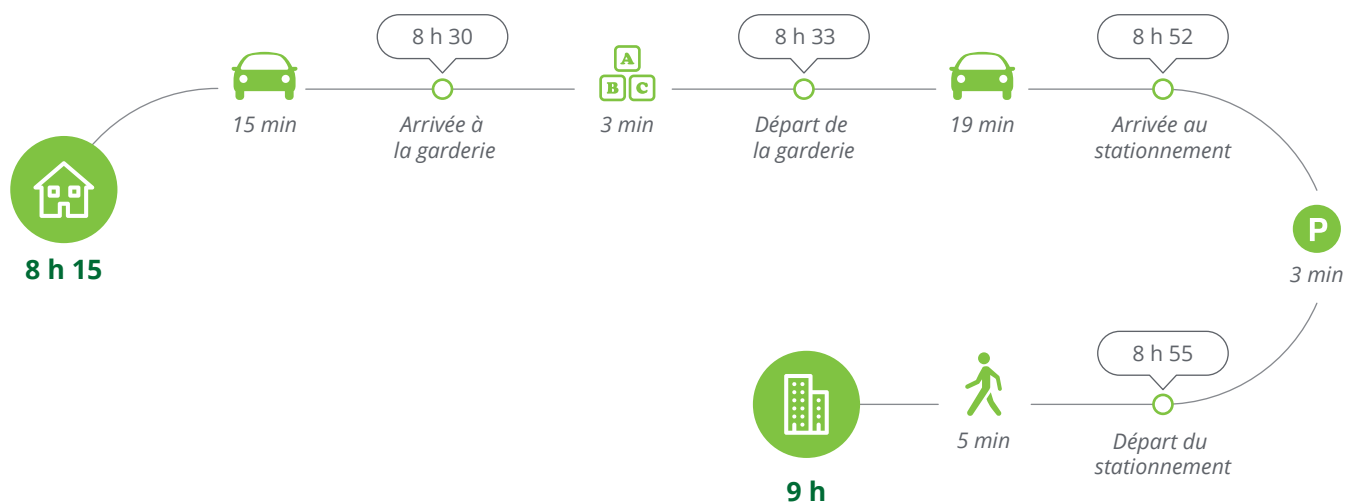 8 h 30
8 h 33
8 h 52
A
B C
15 min
Arrivée à
la garderie
3 min
Départ de
la garderie
19 min
Arrivée au
stationnement
8 h 15
P
3 min
8 h 55
5 min
Départ du
stationnement
9 h